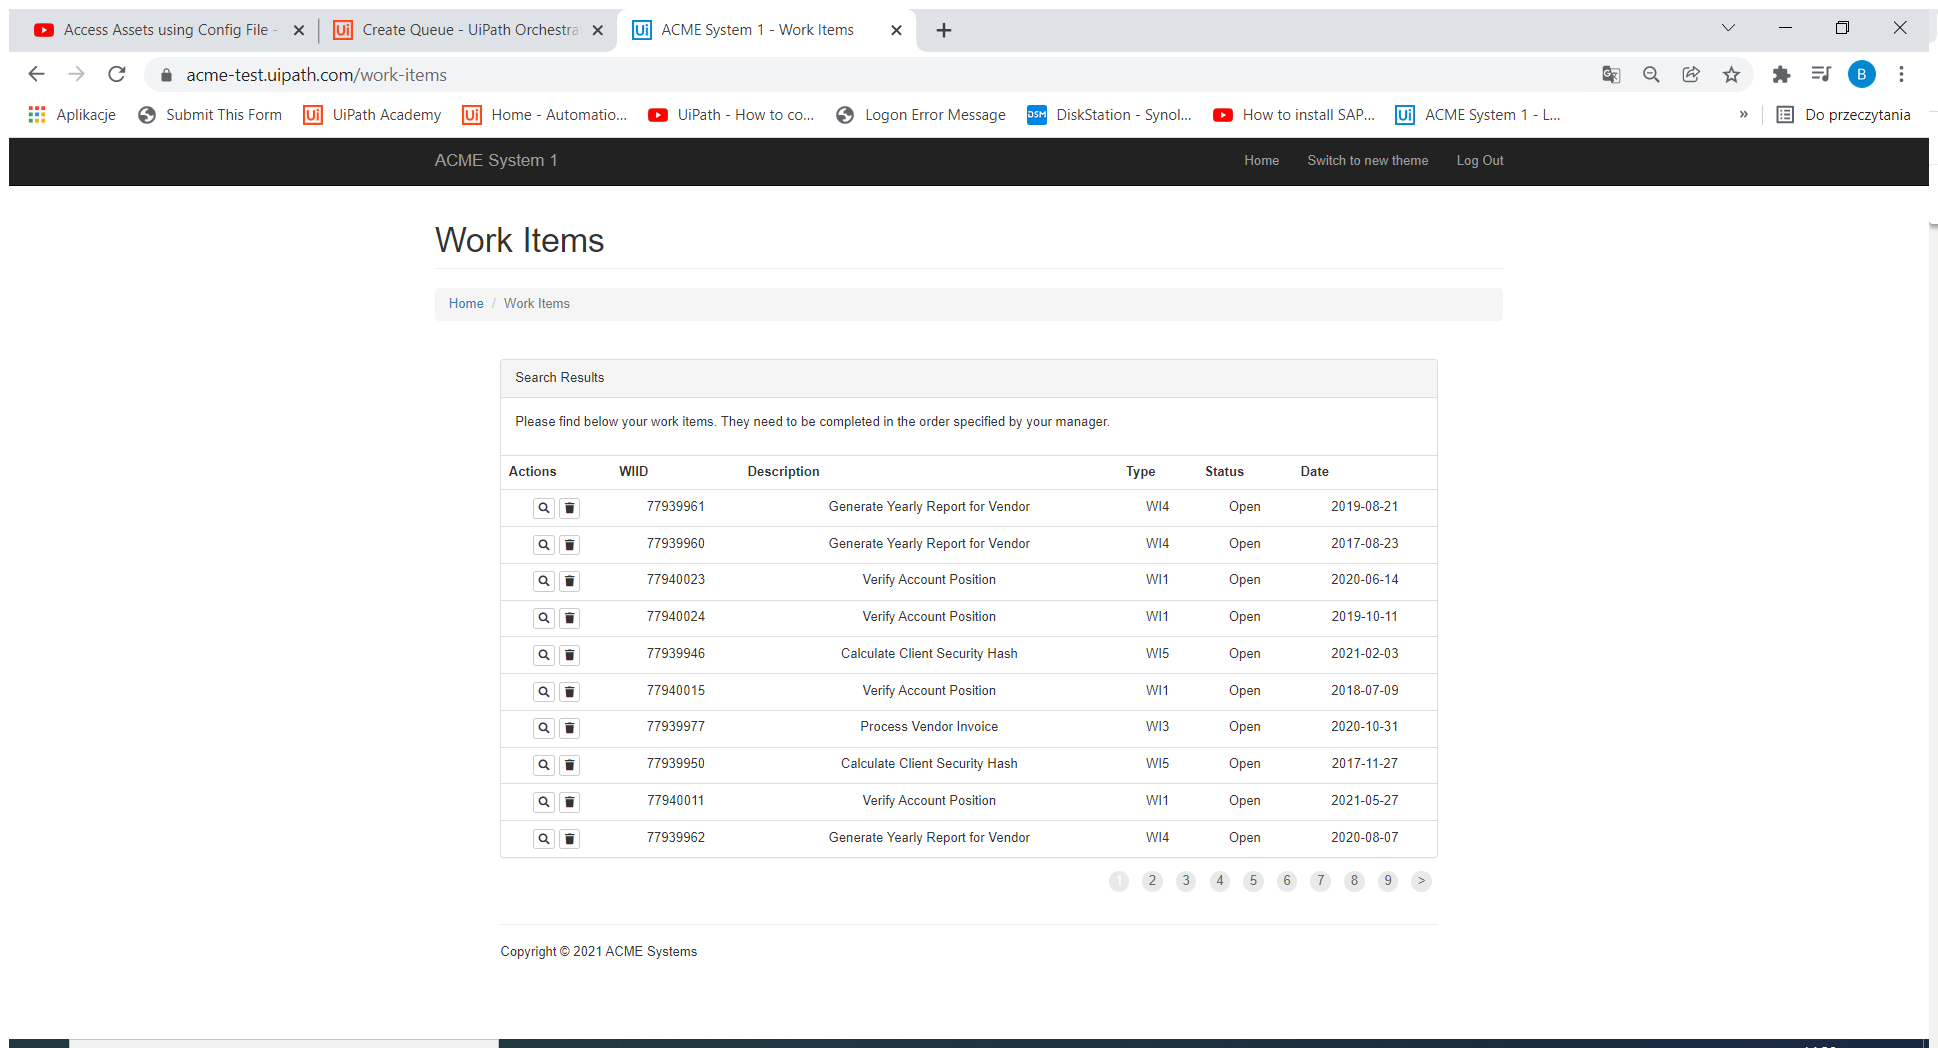 Access Assets using Config File -
Create Queue - UiPath Orchestra
ACME System 1 - Work Items
acme-test.uipath.com/work-items
B
Aplikacje
Submit This Form
UiPath Academy
Home - Automatio...
UiPath - How to co...
Logon Error Message
DSM
DiskStation - Synol...
How to install SAP...
ACME System 1 - L...
»
Do przeczytania
ACME System 1
Home
Switch to new theme
Log Out
Work Items
Home / Work Items
Search Results
Please find below your work items. They need to be completed in the order specified by your manager.
Actions WIID Description Type Status Date
77939961 Generate Yearly Report for Vendor WI4 Open 2019-08-21
77939960 Generate Yearly Report for Vendor WI4 Open 2017-08-23
77940023 Verify Account Position WI1 Open 2020-06-14
77940024 Verify Account Position WI1 Open 2019-10-11
77939946 Calculate Client Security Hash WI5 Open 2021-02-03
77940015 Verify Account Position WI1 Open 2018-07-09
77939977 Process Vendor Invoice WI3 Open 2020-10-31
77939950 Calculate Client Security Hash WI5 Open 2017-11-27
77940011 Verify Account Position WI1 Open 2021-05-27
77939962 Generate Yearly Report for Vendor WI4 Open 2020-08-07
1 2 3 4 5 6 7 8 9 >
Copyright © 2021 ACME Systems